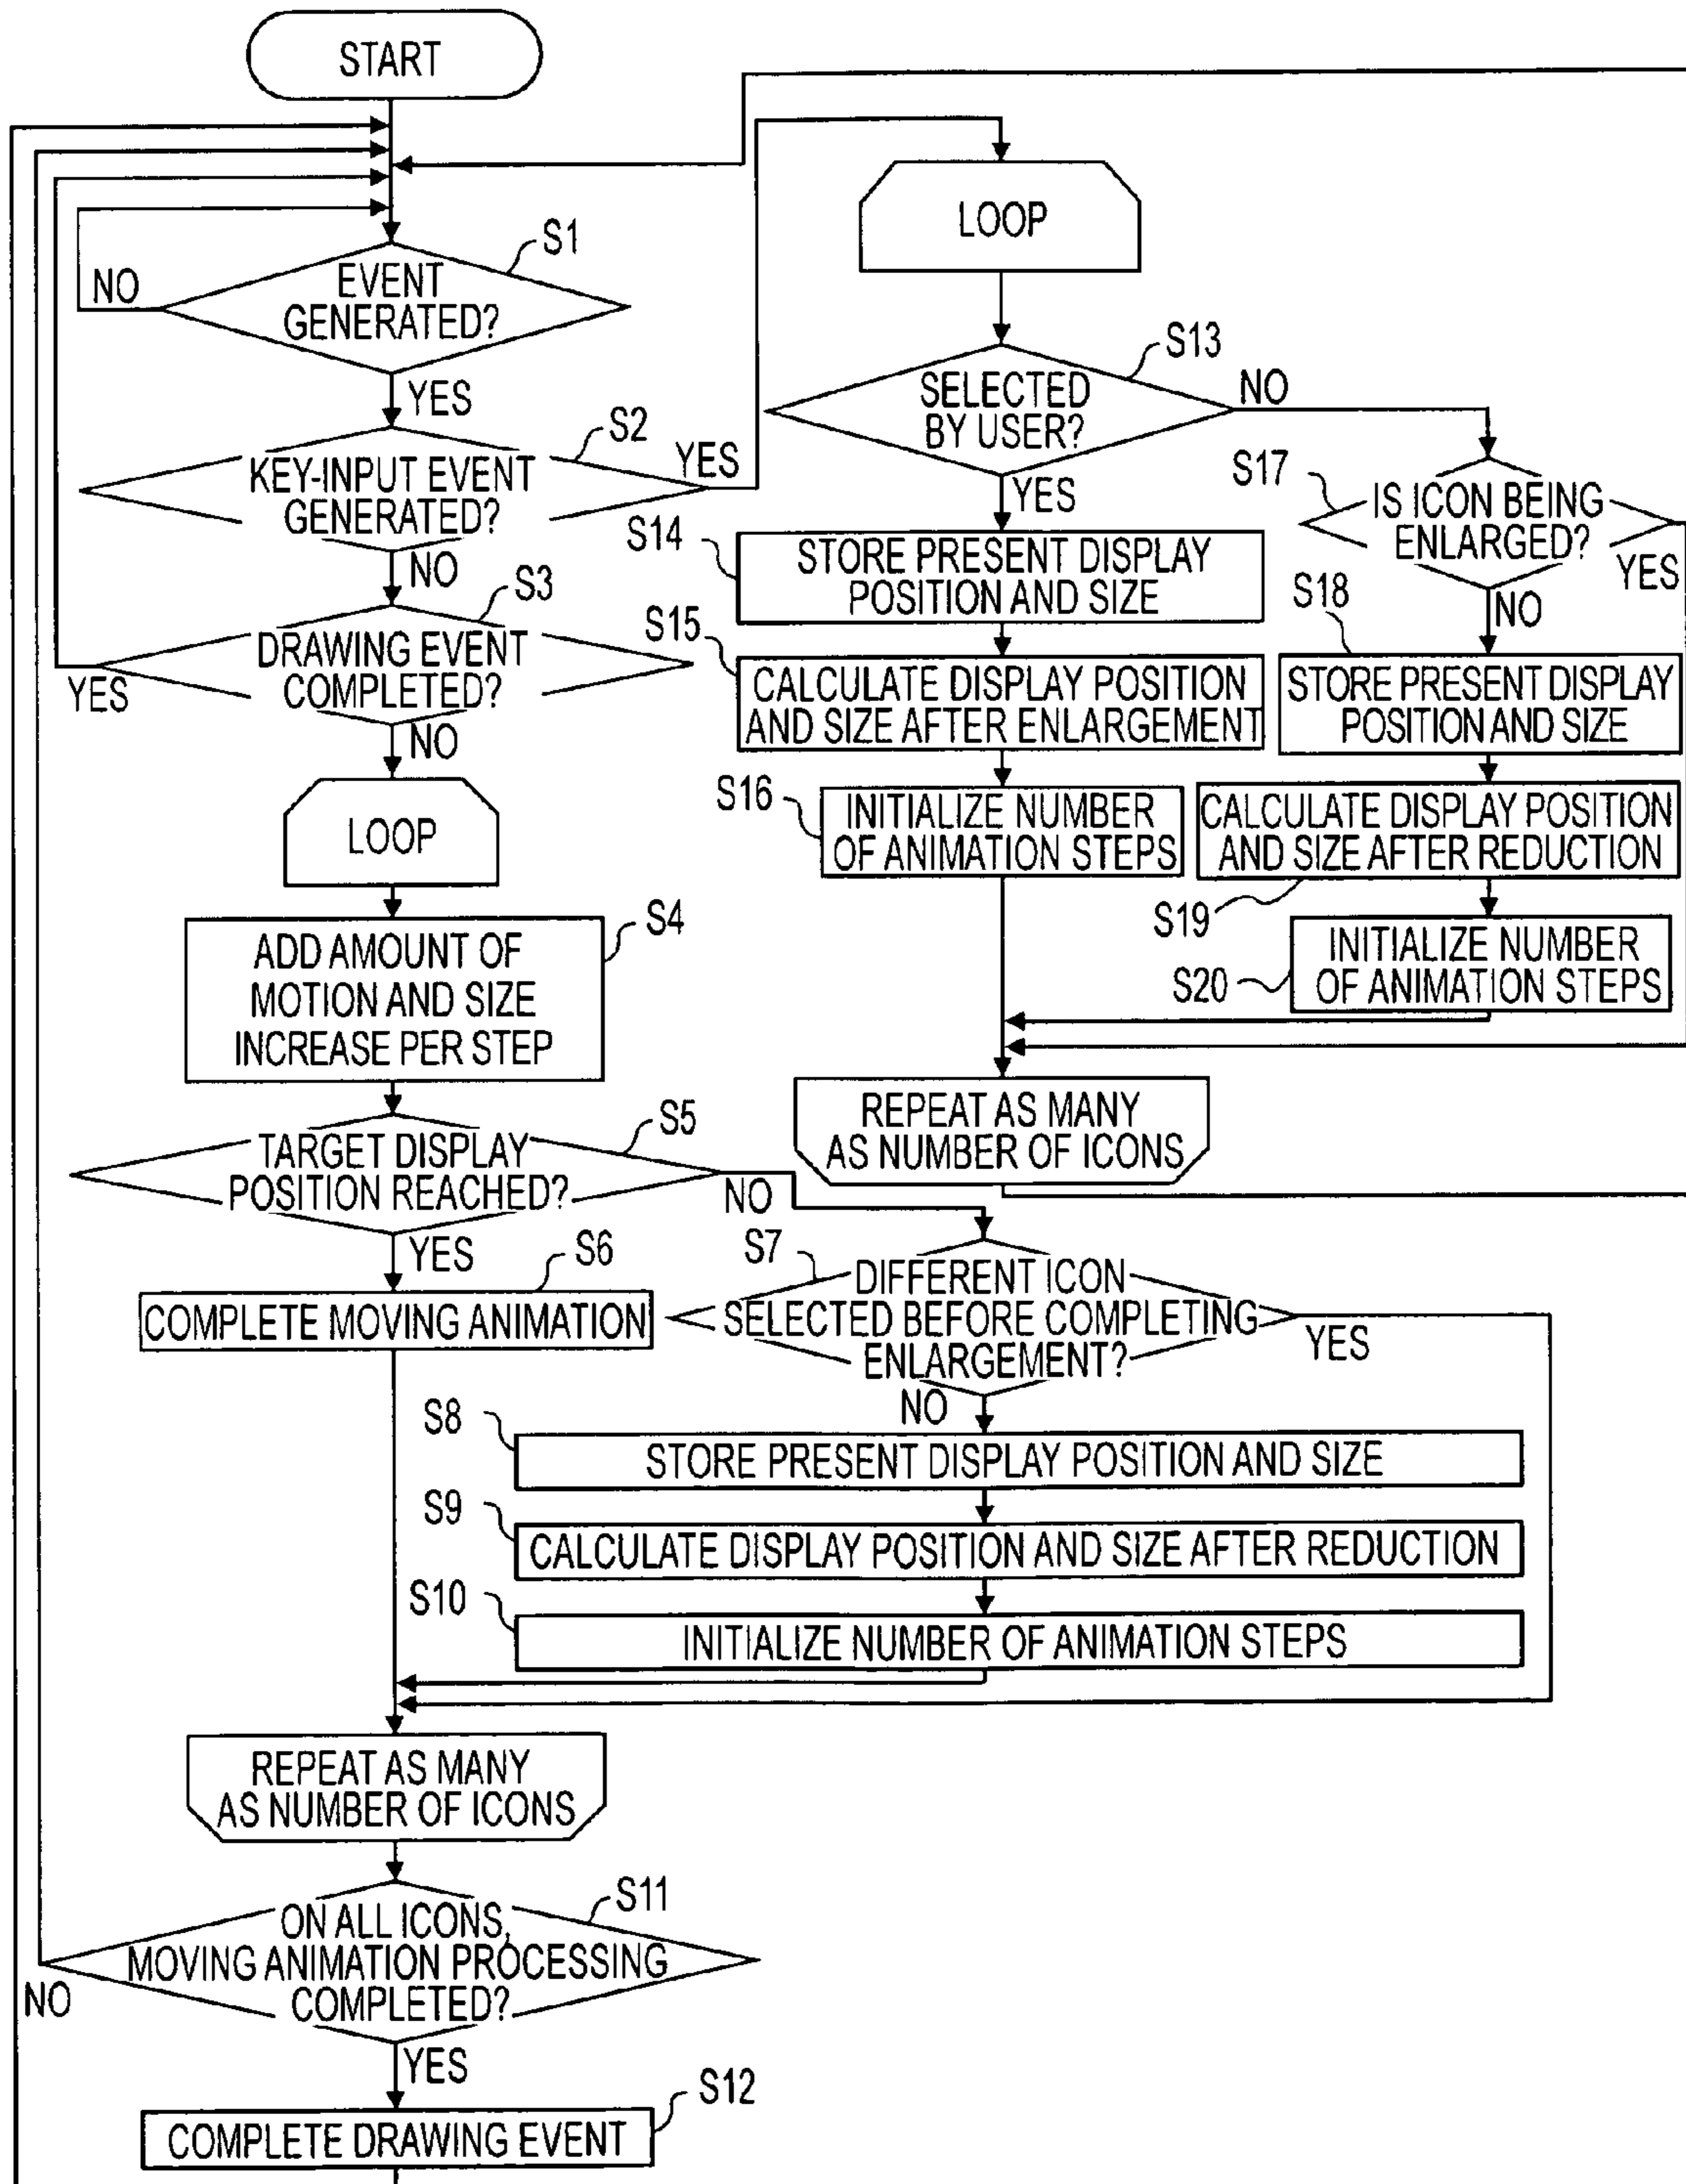 START
S1
EVENT
GENERATED?
NO
YES
S2
KEY-INPUT EVENT
GENERATED?
YES
NO
S3
DRAWING EVENT
COMPLETED?
YES
NO
LOOP
S4
ADD AMOUNT OF
MOTION AND SIZE
INCREASE PER STEP
S5
TARGET DISPLAY
POSITION REACHED?
NO
YES
S6
COMPLETE MOVING ANIMATION
S7
DIFFERENT ICON
SELECTED BEFORE COMPLETING
ENLARGEMENT?
YES
NO
S8
STORE PRESENT DISPLAY POSITION AND SIZE
S9
CALCULATE DISPLAY POSITION AND SIZE AFTER REDUCTION
S10
INITIALIZE NUMBER OF ANIMATION STEPS
REPEAT AS MANY
AS NUMBER OF ICONS
S11
ON ALL ICONS,
MOVING ANIMATION PROCESSING
COMPLETED?
NO
YES
S12
COMPLETE DRAWING EVENT
LOOP
S13
SELECTED
BY USER?
NO
YES
S14
STORE PRESENT DISPLAY
POSITION AND SIZE
S15
CALCULATE DISPLAY POSITION
AND SIZE AFTER ENLARGEMENT
S16
INITIALIZE NUMBER
OF ANIMATION STEPS
S17
IS ICON BEING
ENLARGED?
YES
NO
S18
STORE PRESENT DISPLAY
POSITION AND SIZE
CALCULATE DISPLAY POSITION
AND SIZE AFTER REDUCTION
S19
INITIALIZE NUMBER
OF ANIMATION STEPS
S20
REPEAT AS MANY
AS NUMBER OF ICONS